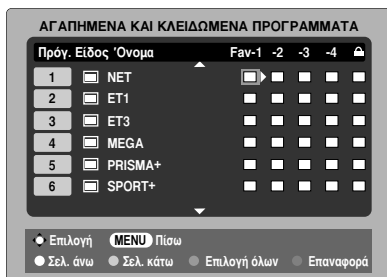 ΑΓΑΠΗΜΕΝΑ ΚΑΙ ΚΛΕΙΔΩΜΕΝΑ ΠΡΟΓΡΑΜΜΑΤΑ
Πρόγ. Είδος 'Ονομα Fav-1 -2 -3 -4
1 NET
2 ET1
3 ET3
4 MEGA
5 PRISMA+
6 SPORT+
Επιλογή MENU Πίσω
Σελ. άνω Σελ. κάτω Επιλογή όλων Επαναφορά